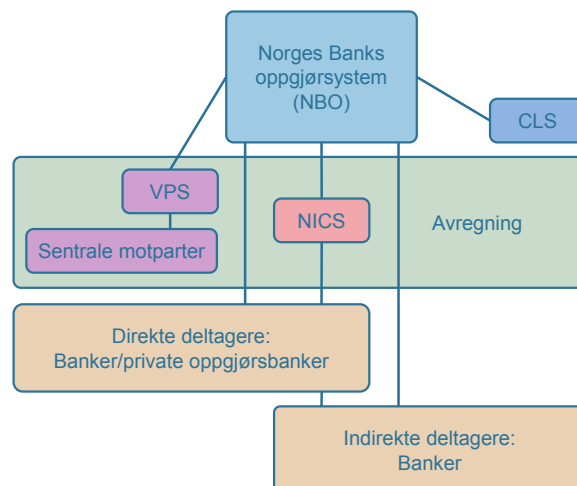 Norges Banks
oppgjørsystem
(NBO)
CLS
VPS
NICS
Avregning
Sentrale motparter
Direkte deltagere:
Banker/private oppgjørsbanker
Indirekte deltagere:
Banker